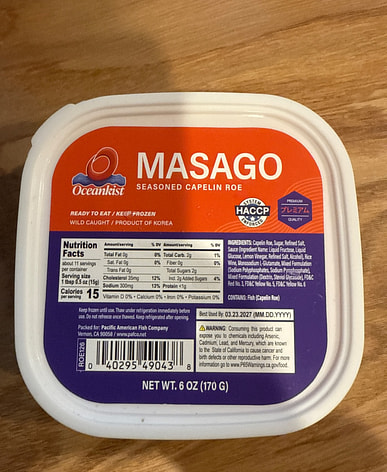 Oceankist
MASAGO
SEASONED CAPELIN ROE
READY TO EAT / KEEP FROZEN
WILD CAUGHT / PRODUCT OF KOREA
SYSTEM
HACCP
PREMIUM
プレミアム
QUALITY
Nutrition
Facts
about 11 servings
per container
Serving size
1 tbsp 0.5 oz (15g)
Calories 15
per serving
Amount/serving % DV Amount/serving % DV
Total Fat 0g 0% Total Carb. 2g 1%
Sat. Fat 0g 0% Fiber 0g 0%
Trans Fat 0g Total Sugars 2g
Cholesterol 35mg 12% Incl. 2g Added Sugars 4%
Sodium 300mg 13% Protein <1g
Vitamin D 0% • Calcium 0% • Iron 0% • Potassium 0%
INGREDIENTS: Capelin Roe, Sugar, Refined Salt,
Sauce (Ingredient Name: Liquid Fructose, Liquid
Glucose, Lemon Vinegar, Refined Salt, Alcohol), Rice
Wine, Monosodium L-Glutamate, Mixed Formulation
(Sodium Polyphosphates, Sodium Pyrophosphate),
FD&C Yellow No. 5, FD&C
Yellow No. 6
CONTAINS: Fish (Capelin Roe)
Keep frozen until use. Thaw under refrigeration immediately before
use. Do not refreeze once thawed. Keep refrigerated after opening.
Packed for: Pacific American Fish Company
Vernon, CA 90058 / www.pafco.net
Best Used By: 03.23.2027 (MM.DD.YYYY)
WARNING: Consuming this product can
expose you to chemicals including Arsenic,
Cadmium, Lead, and Mercury, which are known
to the State of California to cause cancer and
birth defects or other reproductive harm. For more
information go to www.P65Warnings.ca.gov/food.
ROE126
0 40295 49043 8
NET WT. 6 OZ (170 G)